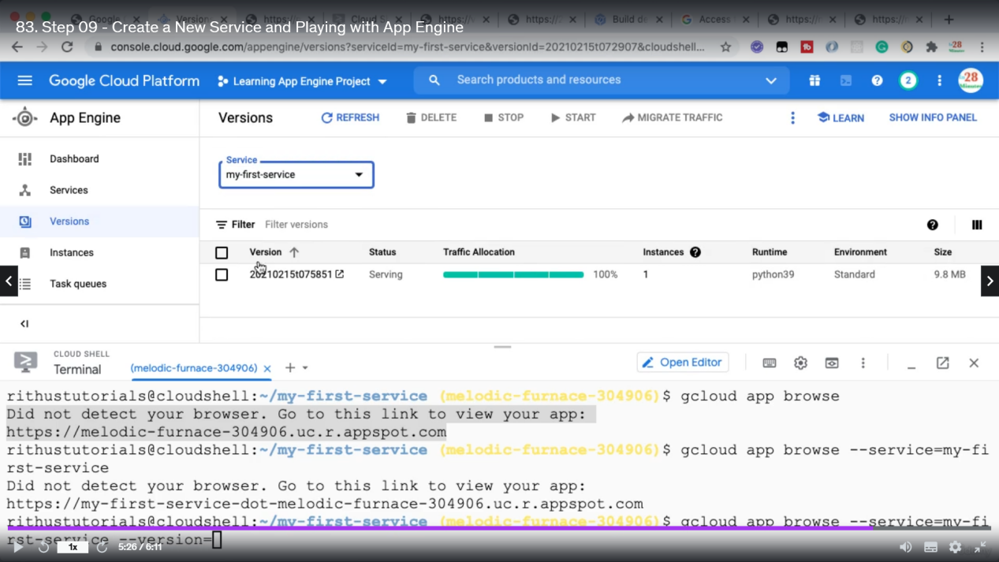 Google
Version
https://
Cloud S
https://
https://
Build de
Access
https://
https://
83. Step 09 - Create a New Service and Playing with App Engine
console.cloud.google.com/appengine/versions?serviceId=my-first-service&versionId=20210215t072907&cloudshell...
Google Cloud Platform
Learning App Engine Project
Search products and resources
2
28
Minutes
App Engine
Versions
REFRESH
DELETE
STOP
START
MIGRATE TRAFFIC
LEARN
SHOW INFO PANEL
Dashboard
Services
Versions
Instances
Task queues
Service
my-first-service
Filter Filter versions
Version Status Traffic Allocation Instances Runtime Environment Size
20210215t075851 Serving 100% 1 python39 Standard 9.8 MB
CLOUD SHELL
Terminal
(melodic-furnace-304906)
Open Editor
rithustutorials@cloudshell:~/my-first-service (melodic-furnace-304906)$ gcloud app browse
Did not detect your browser. Go to this link to view your app:
https://melodic-furnace-304906.uc.r.appspot.com
rithustutorials@cloudshell:~/my-first-service (melodic-furnace-304906)$ gcloud app browse --service=my-fi
rst-service
Did not detect your browser. Go to this link to view your app:
https://my-first-service-dot-melodic-furnace-304906.uc.r.appspot.com
rithustutorials@cloudshell:~/my-first-service (melodic-furnace-304906)$ gcloud app browse --service=my-fi
rst-service --version=
1x
5:26 / 6:11